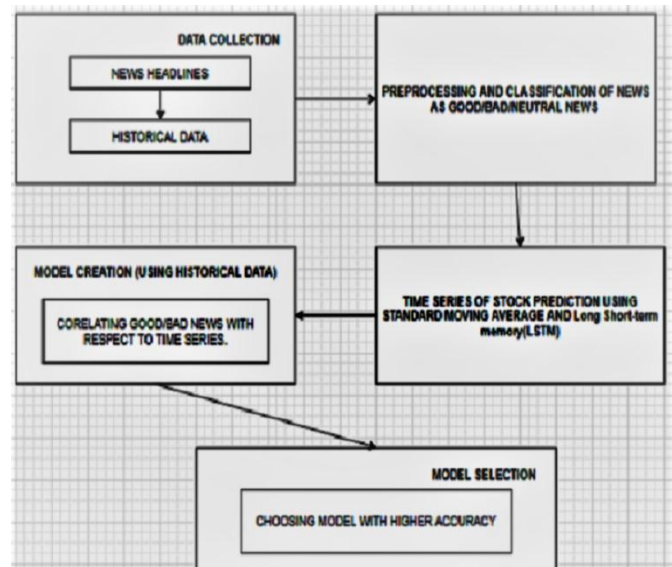 DATA COLLECTION
NEWS HEADLINES
HISTORICAL DATA
PREPROCESSING AND CLASSIFICATION OF NEWS
AS GOOD/BAD/NEUTRAL NEWS
MODEL CREATION (USING HISTORICAL DATA)
CORELATING GOOD/BAD NEWS WITH
RESPECT TO TIME SERIES.
TIME SERIES OF STOCK PREDICTION USING
STANDARD MOVING AVERAGE AND Long Short-term
memory(LSTM)
MODEL SELECTION
CHOOSING MODEL WITH HIGHER ACCURACY